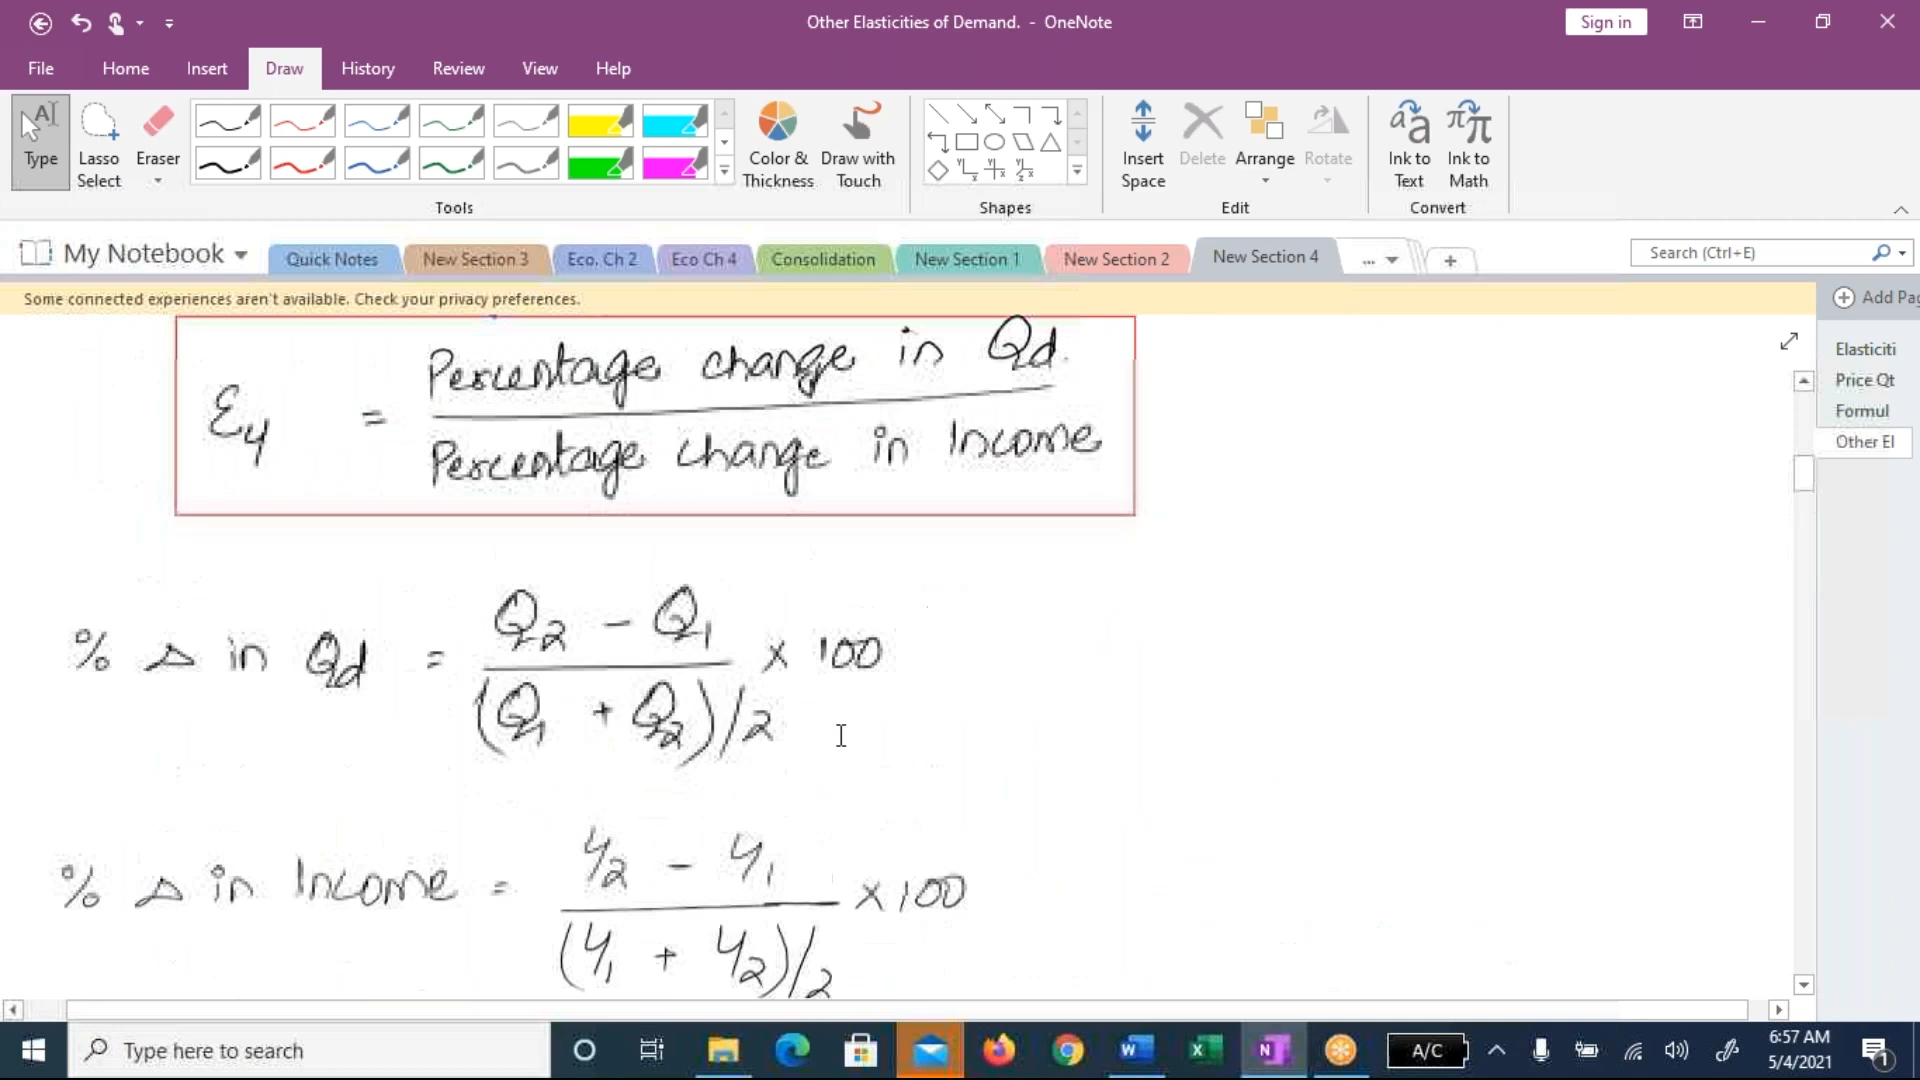 Other Elasticities of Demand. - OneNote
Sign in
File Home Insert Draw History Review View Help
Type
Lasso Select
Eraser
Color & Thickness
Draw with Touch
Insert Space
Delete
Arrange
Rotate
Ink to Text
Ink to Math
Tools
Shapes
Edit
Convert
My Notebook
Quick Notes
New Section 3
Eco. Ch 2
Eco Ch 4
Consolidation
New Section 1
New Section 2
New Section 4
...
Search (Ctrl+E)
Some connected experiences aren't available. Check your privacy preferences.
Add Pag
Elasticiti
Price Qt
Formul
Other El
Percentage change in Qd.
Ey =
Percentage change in Income
Q2 - Q1
% Δ in Qd = x 100
(Q1 + Q2)/2
y2 - y1
% Δ in Income = x 100
(y1 + y2)/2
Type here to search
A/C
6:57 AM
5/4/2021
1